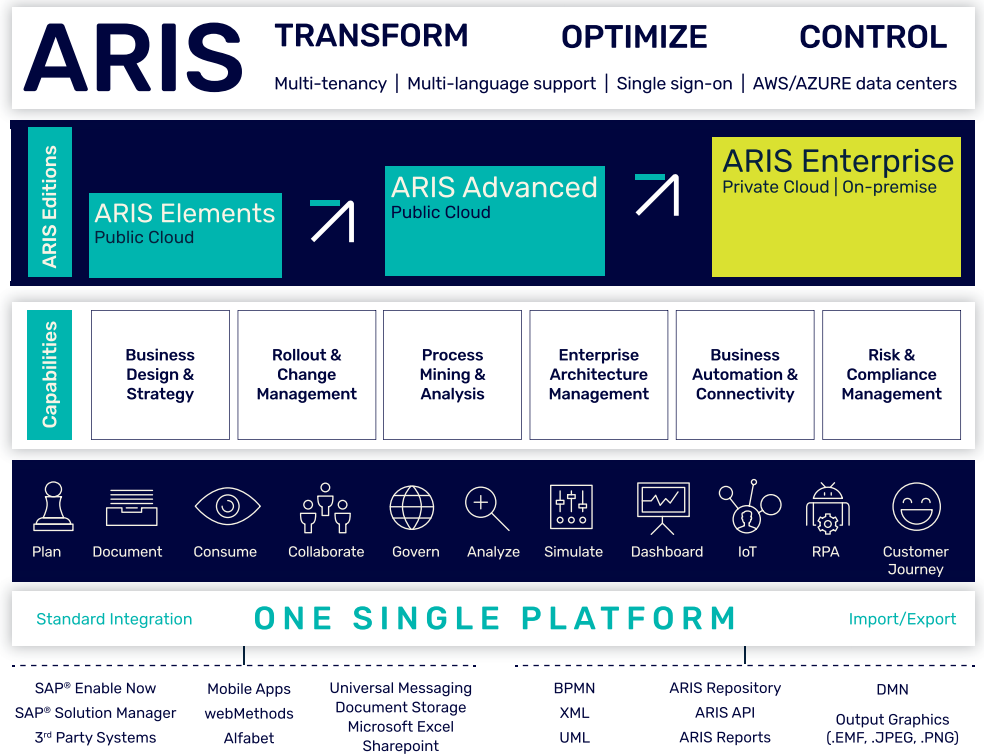 ARIS
TRANSFORM OPTIMIZE CONTROL
Multi-tenancy | Multi-language support | Single sign-on | AWS/AZURE data centers
ARIS Editions
ARIS Elements
Public Cloud
ARIS Advanced
Public Cloud
ARIS Enterprise
Private Cloud | On-premise
Capabilities
Business
Design &
Strategy
Rollout &
Change
Management
Process
Mining &
Analysis
Enterprise
Architecture
Management
Business
Automation &
Connectivity
Risk &
Compliance
Management
Plan
Document
Consume
Collaborate
Govern
Analyze
Simulate
Dashboard
IoT
RPA
Customer
Journey
Standard Integration
ONE SINGLE PLATFORM
Import/Export
SAP® Enable Now
SAP® Solution Manager
3rd Party Systems
Mobile Apps
webMethods
Alfabet
Universal Messaging
Document Storage
Microsoft Excel
Sharepoint
BPMN
XML
UML
ARIS Repository
ARIS API
ARIS Reports
DMN
Output Graphics
(.EMF, .JPEG, .PNG)